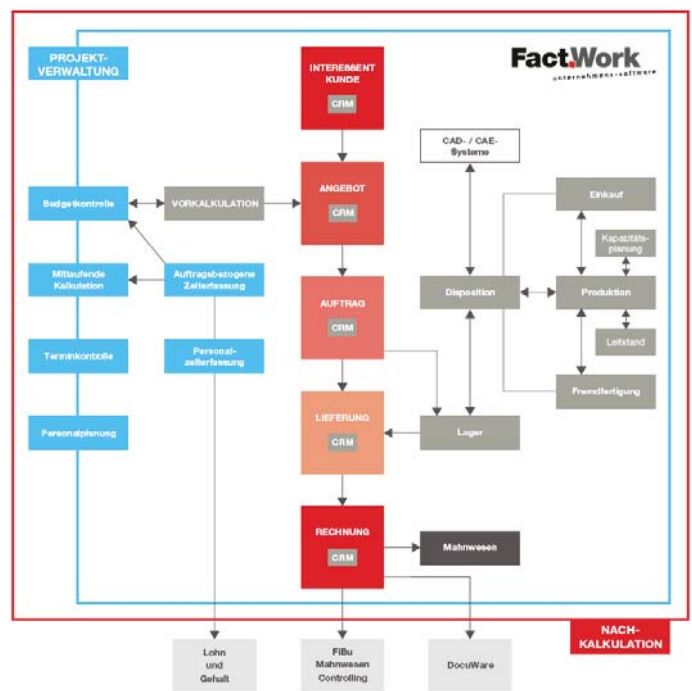 PROJEKT-
VERWALTUNG
INTERESSENT
KUNDE
CRM
Fact.Work
unternehmens-software
CAD- / CAE-
Systeme
Budgetkontrolle
VORKALKULATION
ANGEBOT
CRM
Einkauf
Kapazitäts-
planung
Mitlaufende
Kalkulation
Auftragsbezogene
Zeiterfassung
AUFTRAG
CRM
Disposition
Produktion
Leitstand
Terminkontrolle
Personal-
zeiterfassung
Fremdfertigung
Personalplanung
LIEFERUNG
CRM
Lager
RECHNUNG
CRM
Mahnwesen
NACH-
KALKULATION
Lohn
und
Gehalt
FiBu
Mahnwesen
Controlling
DocuWare